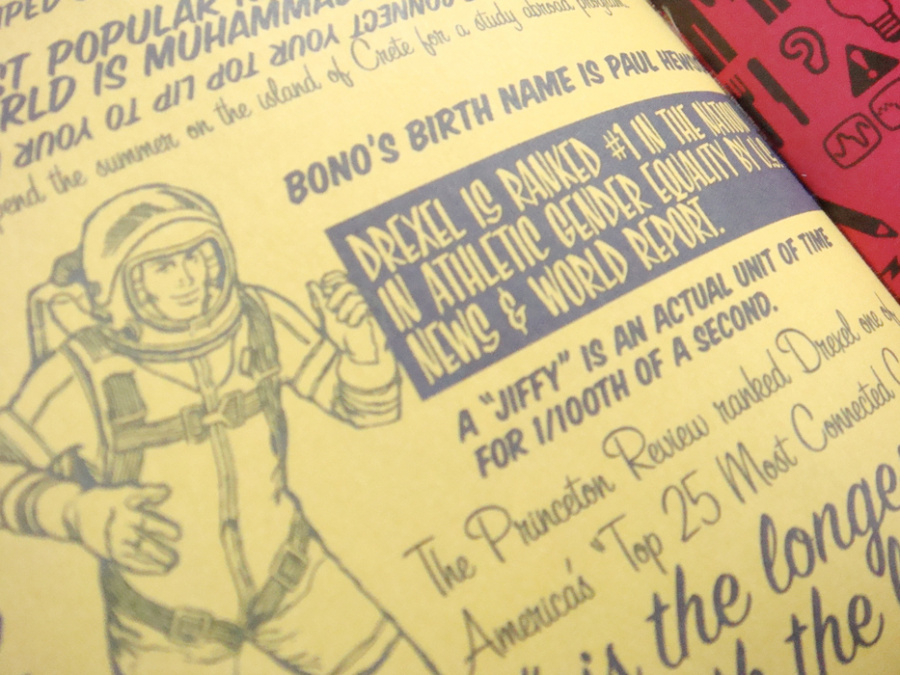 ST POPULAR
RLD IS MUHAMMA
CONNECT YOUR TOP LIP TO YOUR
pend the summer on the island of Crete for a study abroad program
BONO'S BIRTH NAME IS PAUL HEW
DREXEL IS RANKED #1 IN THE NATION
IN ATHLETIC GENDER EQUALITY BY U.S.
NEWS & WORLD REPORT.
A "JIFFY" IS AN ACTUAL UNIT OF TIME
FOR 1/100TH OF A SECOND.
The Princeton Review ranked Drexel one of
America's "Top 25 Most Connected C
is the longe
the